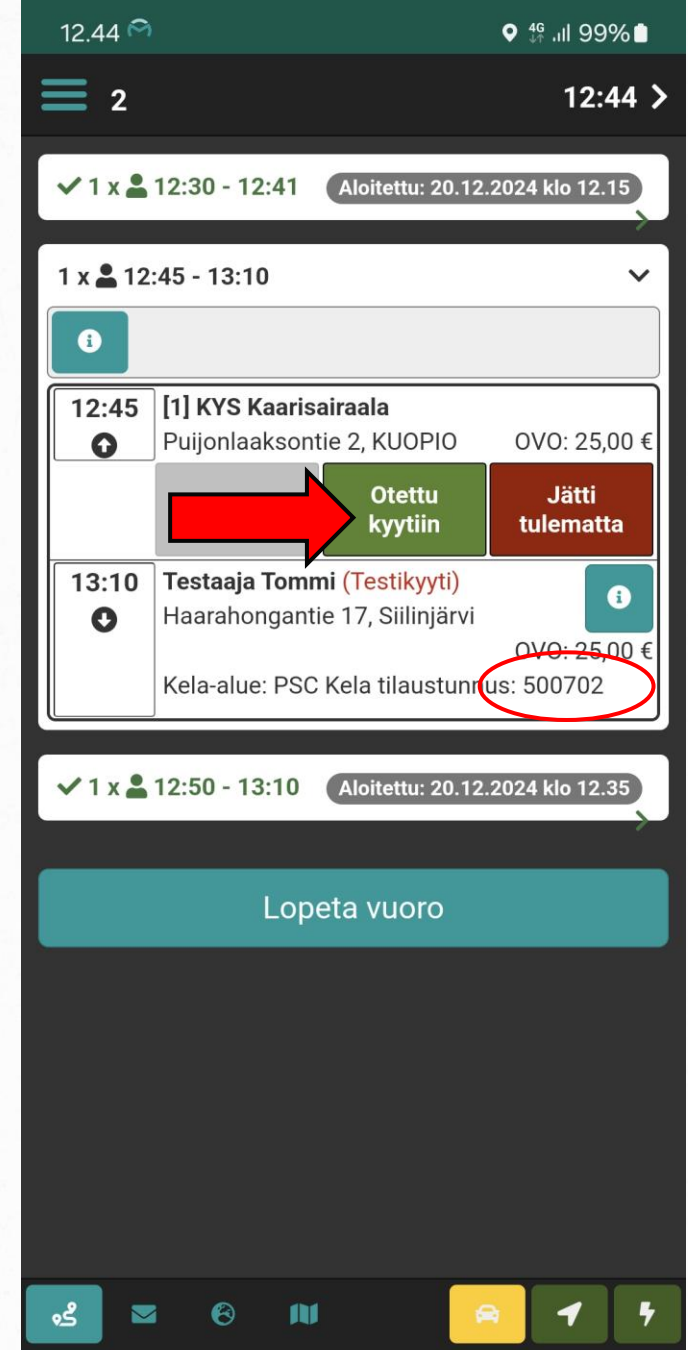 12.44 4G 99%
2 12:44
1 x 12:30 - 12:41 Aloitettu: 20.12.2024 klo 12.15
1 x 12:45 - 13:10
12:45 [1] KYS Kaarisairaala
Puijonlaaksontie 2, KUOPIO OVO: 25,00 €
Otettu kyytiin
Jätti tulematta
13:10 Testaaja Tommi (Testikyyti)
Haarahongantie 17, Siilinjärvi
OVO: 25,00 €
Kela-alue: PSC Kela tilaustunnus: 500702
1 x 12:50 - 13:10 Aloitettu: 20.12.2024 klo 12.35
Lopeta vuoro